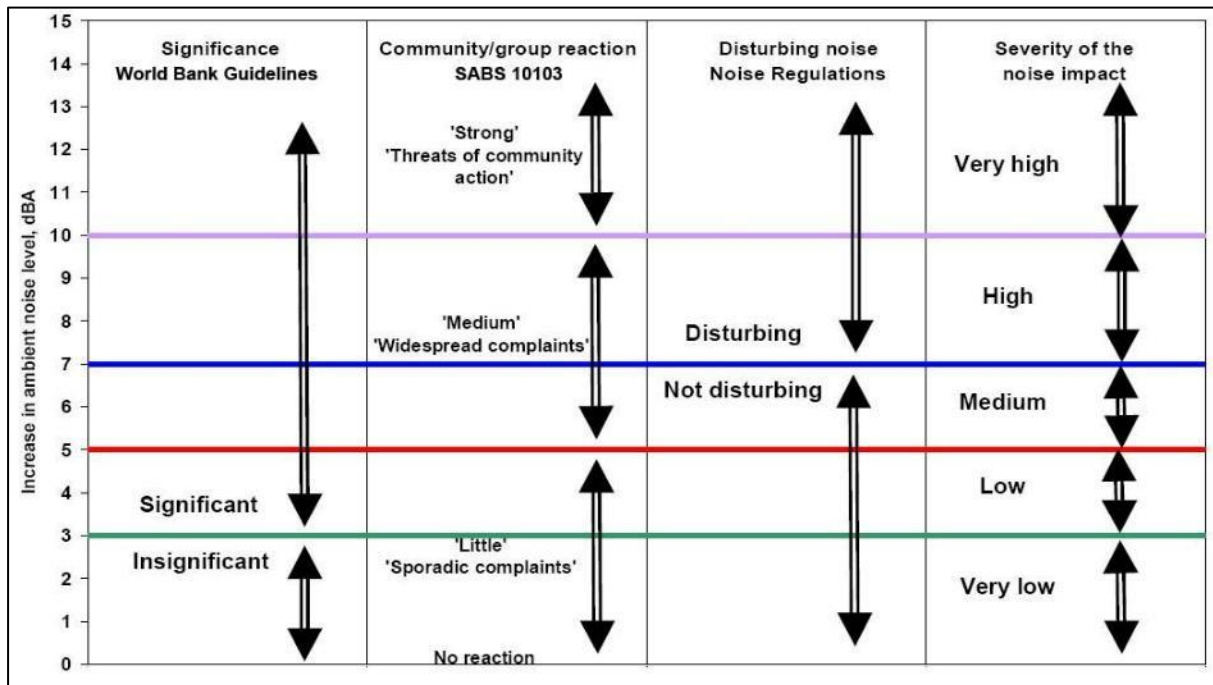 Increase in ambient noise level, dBA
15
14
13
12
11
10
9
8
7
6
5
4
3
2
1
0
Significance
World Bank Guidelines
Significant
Insignificant
Community/group reaction
SABS 10103
'Strong'
'Threats of community
action'
'Medium'
'Widespread complaints'
'Little'
'Sporadic complaints'
No reaction
Disturbing noise
Noise Regulations
Disturbing
Not disturbing
Severity of the
noise impact
Very high
High
Medium
Low
Very low